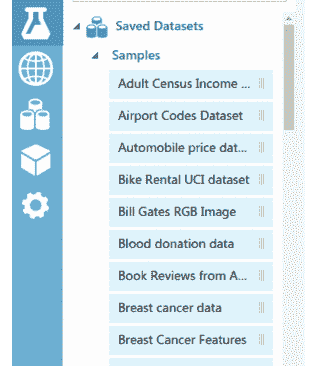 Saved Datasets
Samples
Adult Census Income ...
Airport Codes Dataset
Automobile price dat...
Bike Rental UCI dataset
Bill Gates RGB Image
Blood donation data
Book Reviews from A...
Breast cancer data
Breast Cancer Features